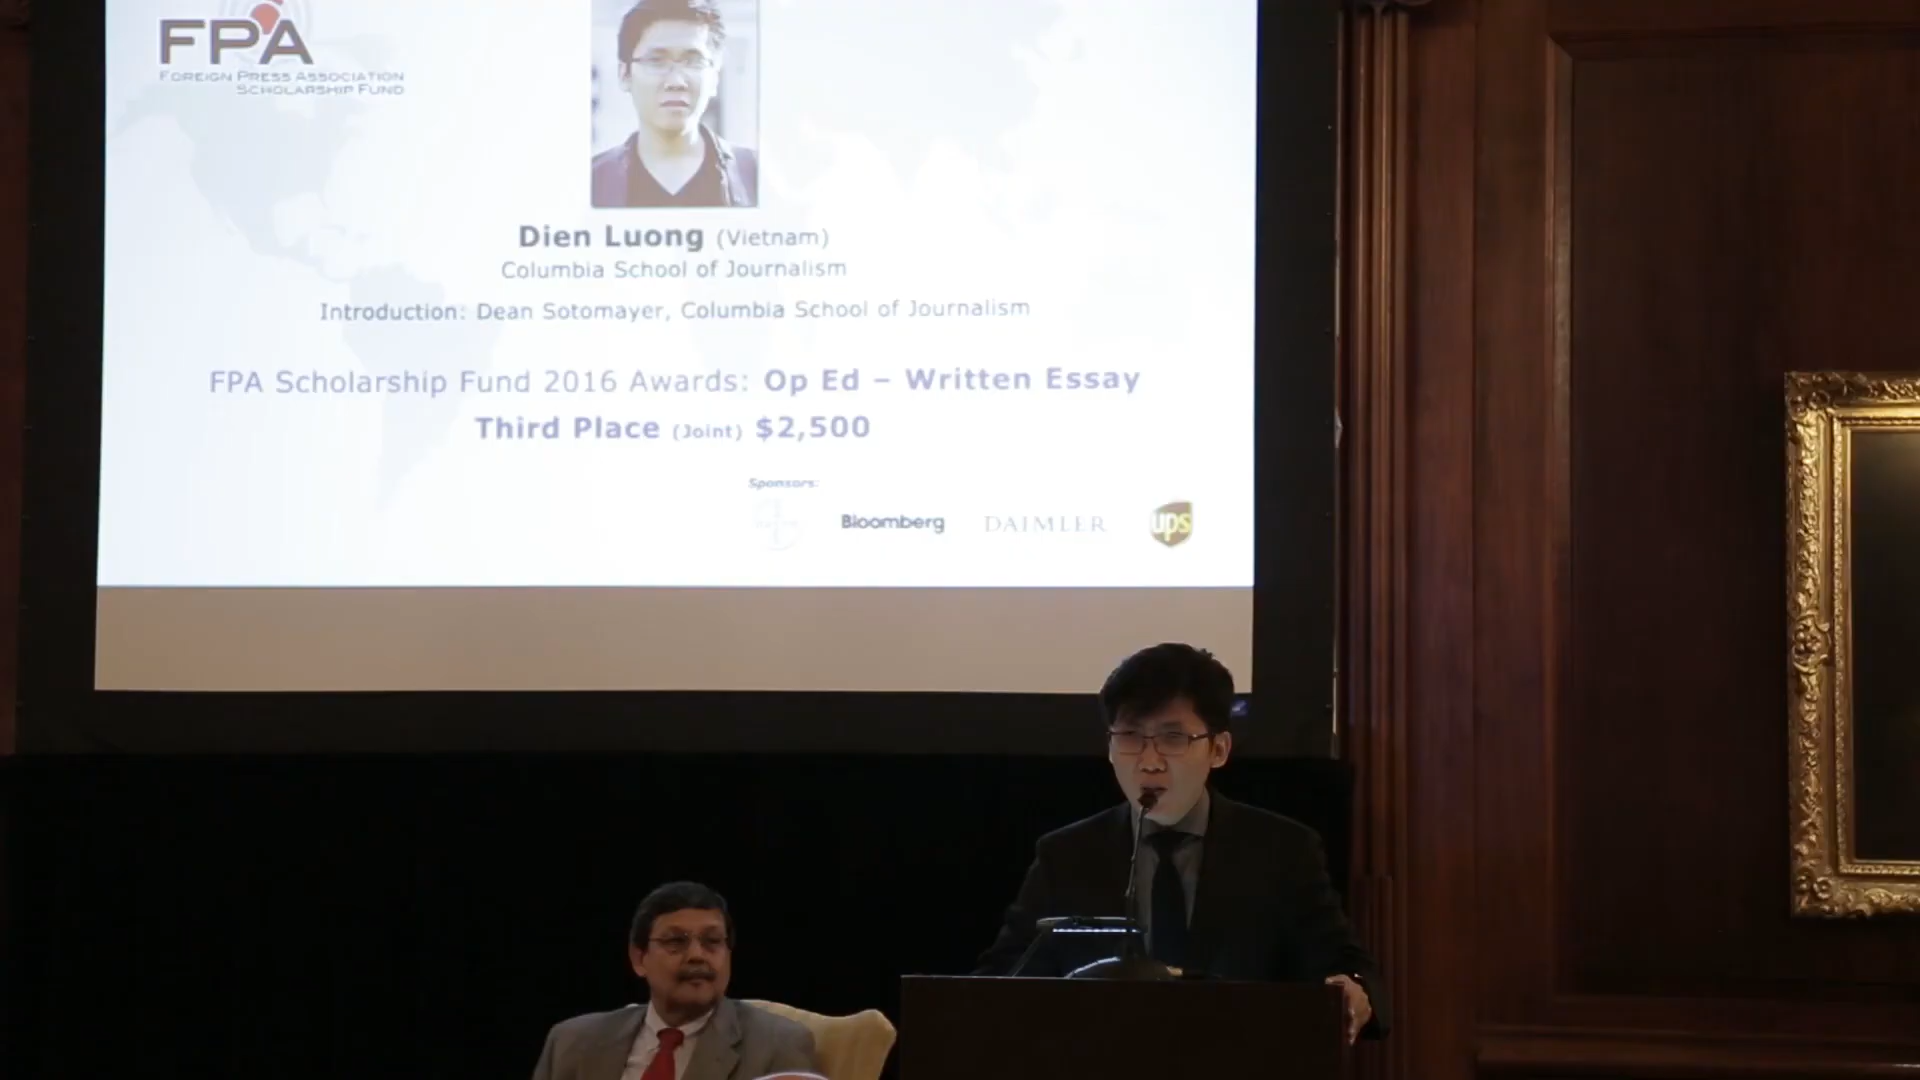 FPA
FOREIGN PRESS ASSOCIATION
SCHOLARSHIP FUND
Dien Luong (Vietnam)
Columbia School of Journalism
Introduction: Dean Sotomayer, Columbia School of Journalism
FPA Scholarship Fund 2016 Awards: Op Ed – Written Essay
Third Place (Joint) $2,500
Sponsors:
Bloomberg DAIMLER ups